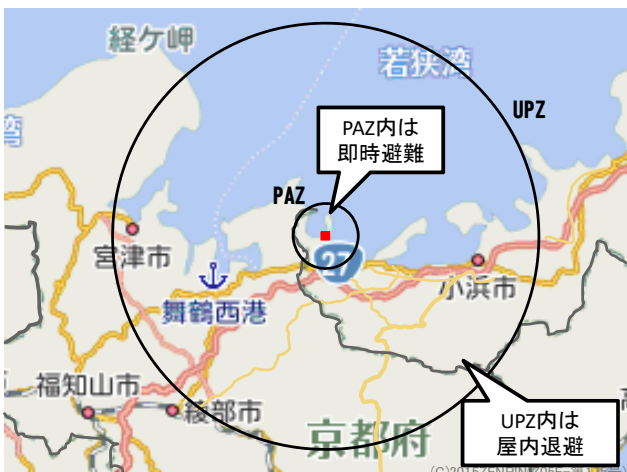 経ケ岬
若狭湾
UPZ
湾
PAZ内は
即時避難
PAZ
宮津市
27
小浜市
舞鶴西港
福知山市
綾部市
京都府
UPZ内は
屋内退避